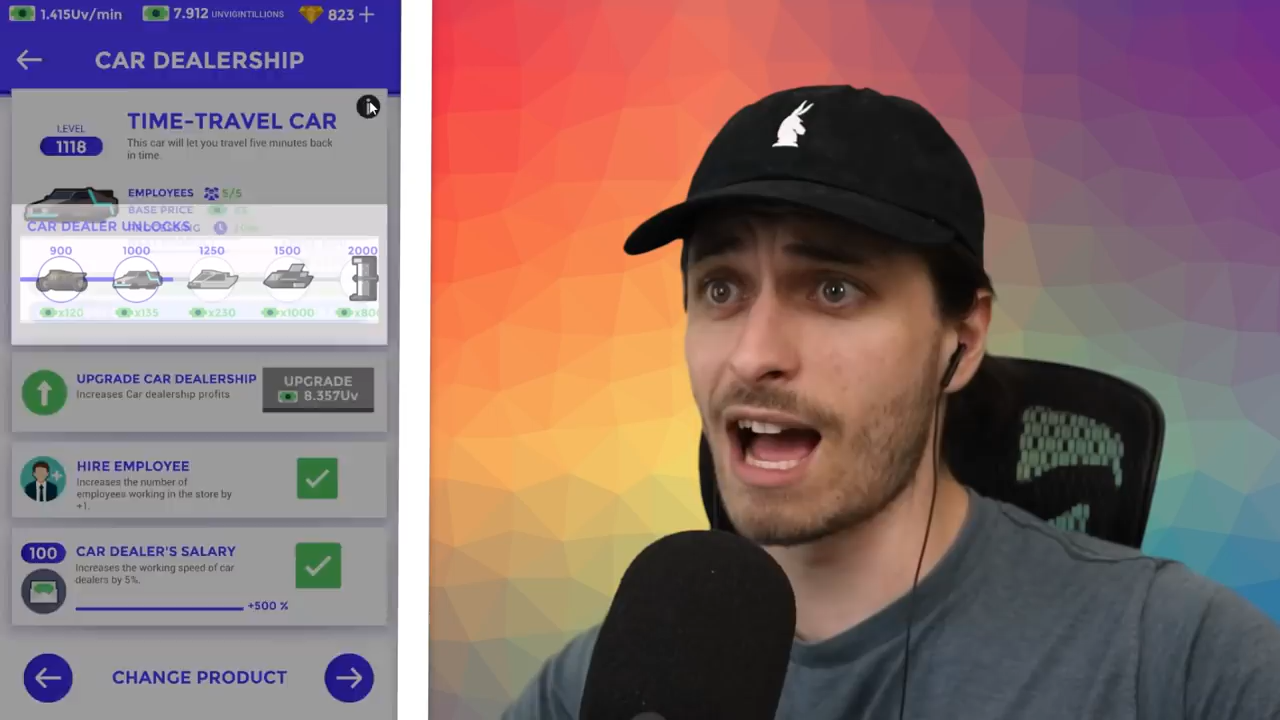 1.415Uv/min 7.912 UNVIGINTILLIONS 823 +
CAR DEALERSHIP
TIME-TRAVEL CAR
LEVEL
1118
This car will let you travel five minutes back
in time.
EMPLOYEES 5/5
BASE PRICE
CAR DEALER UNLOCKS
900 1000 1250 1500 2000
x120 x135 x230 x1000
UPGRADE CAR DEALERSHIP
Increases Car dealership profits
UPGRADE
8.357Uv
HIRE EMPLOYEE
Increases the number of
employees working in the store by
+1.
100
CAR DEALER'S SALARY
Increases the working speed of car
dealers by 5%.
+500 %
CHANGE PRODUCT